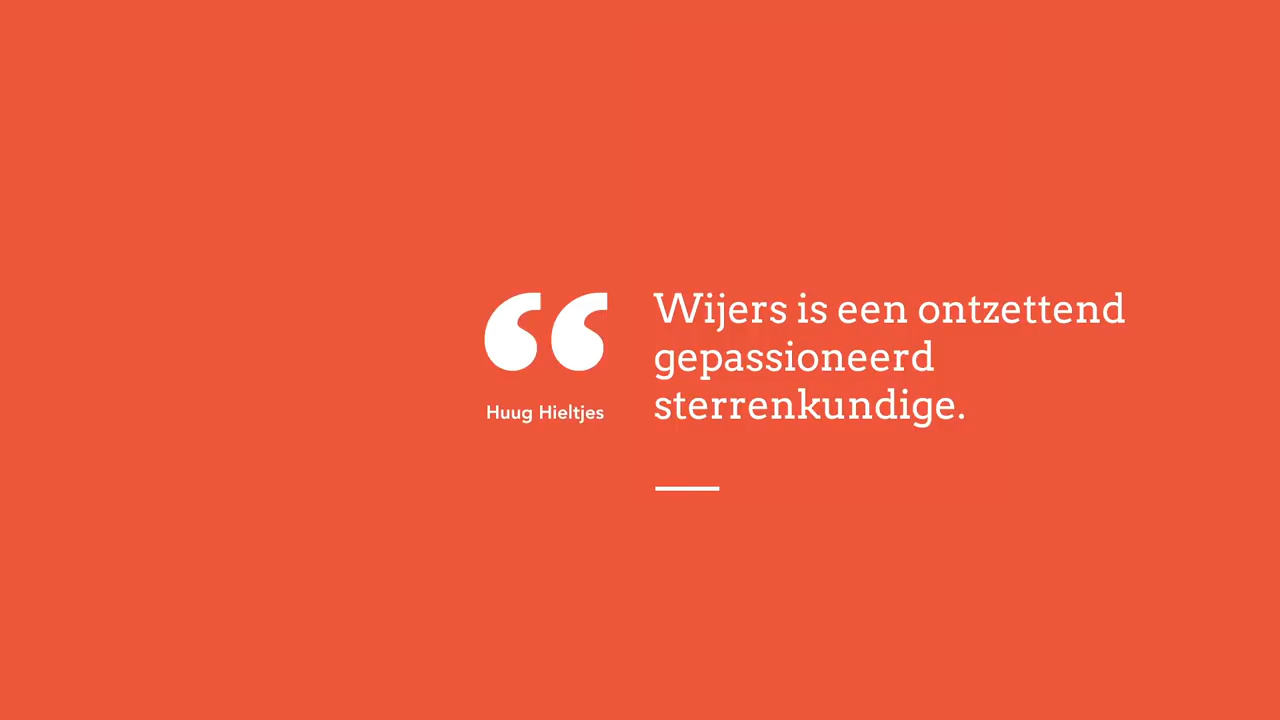 Huug Hieltjes
Wijers is een ontzettend
gepassioneerd
sterrenkundige.